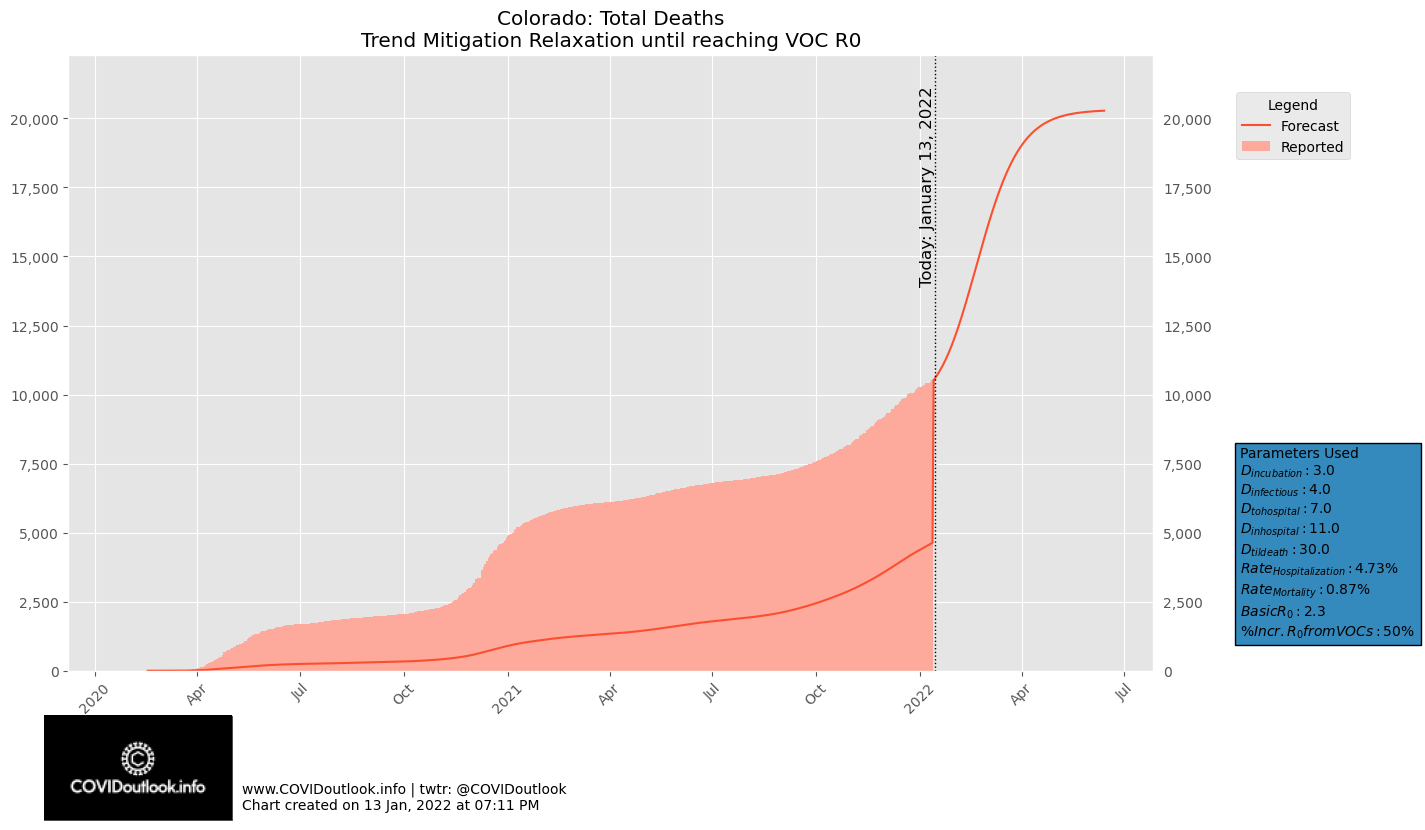 Colorado: Total Deaths
Trend Mitigation Relaxation until reaching VOC R0
20,000
17,500
15,000
12,500
10,000
7,500
5,000
2,500
0
Today: January 13, 2022
20,000
17,500
15,000
12,500
10,000
7,500
5,000
2,500
0
2020
Apr
Jul
Oct
2021
Apr
Jul
Oct
2022
Apr
Jul
Legend
Forecast
Reported
Parameters Used
D_incubation : 3.0
D_infectious : 4.0
D_tohospital : 7.0
D_inhospital : 11.0
D_tildeath : 30.0
Rate_Hospitalization : 4.73%
Rate_Mortality : 0.87%
BasicR_0 : 2.3
%Incr.R_0fromVOCs : 50%
COVIDoutlook.info
www.COVIDoutlook.info | twtr: @COVIDoutlook
Chart created on 13 Jan, 2022 at 07:11 PM